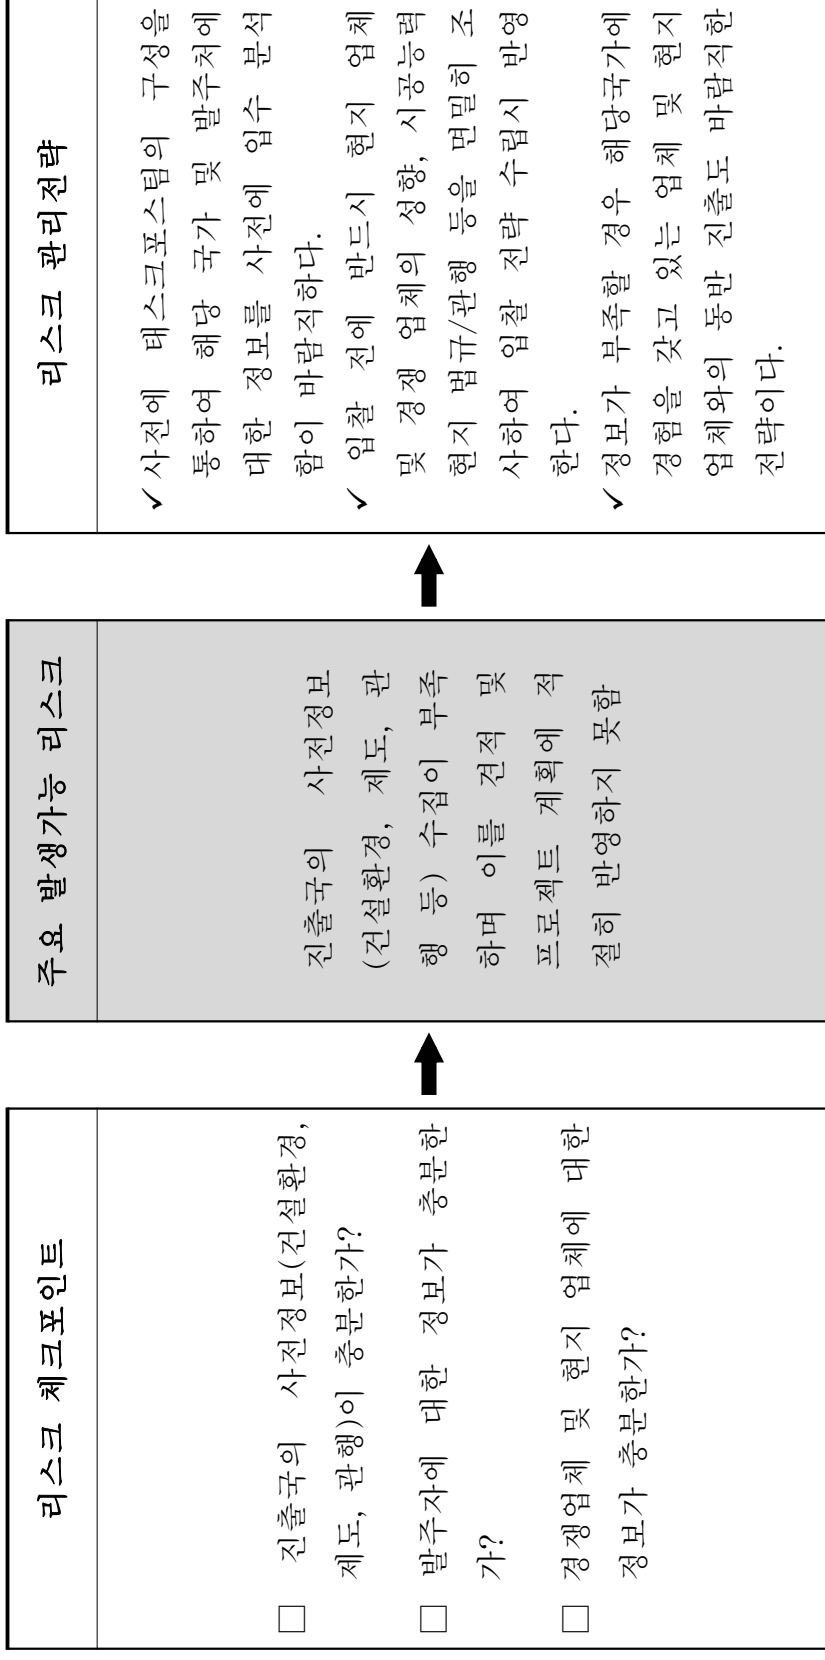 리스크 체크포인트
□ 진출국의 사전정보(건설환경,
제도, 관행)이 충분한가?
□ 발주자에 대한 정보가 충분한
가?
□ 경쟁업체 및 현지 업체에 대한
정보가 충분한가?
주요 발생가능 리스크
진출국의 사전정보
(건설환경, 제도, 관
행 등) 수집이 부족
하며 이를 견적 및
프로젝트 계획에 적
절히 반영하지 못함
리스크 관리전략
✓사전에 태스크포스팀의 구성을
통하여 해당 국가 및 발주처에
대한 정보를 사전에 입수 분석
함이 바람직하다.
✓ 입찰 전에 반드시 현지 업체
및 경쟁 업체의 성향, 시공능력
현지 법규/관행 등을 면밀히 조
사하여 입찰 전략 수립시 반영
한다.
✓정보가 부족할 경우 해당국가에
경험을 갖고 있는 업체 및 현지
업체와의 동반 진출도 바람직한
전략이다.